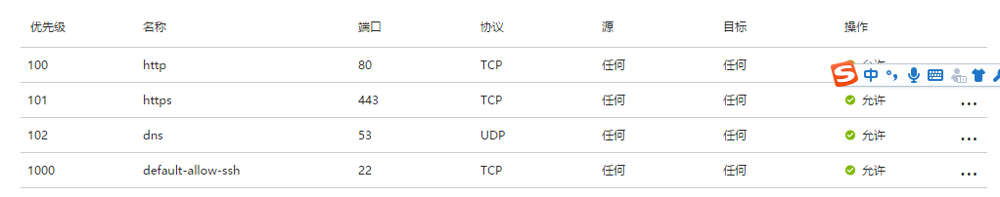 优先级 名称 端口 协议 源 目标 操作
100 http 80 TCP 任何 任何 允许
中
101 https 443 TCP 任何 任何 允许
102 dns 53 UDP 任何 任何 允许
1000 default-allow-ssh 22 TCP 任何 任何 允许